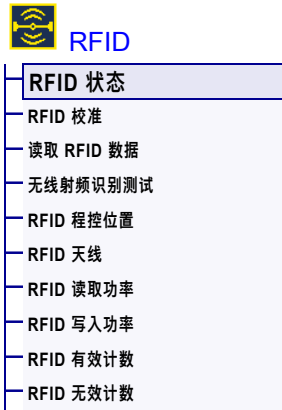 RFID
RFID 状态
RFID 校准
读取 RFID 数据
无线射频识别测试
RFID 程控位置
RFID 天线
RFID 读取功率
RFID 写入功率
RFID 有效计数
RFID 无效计数